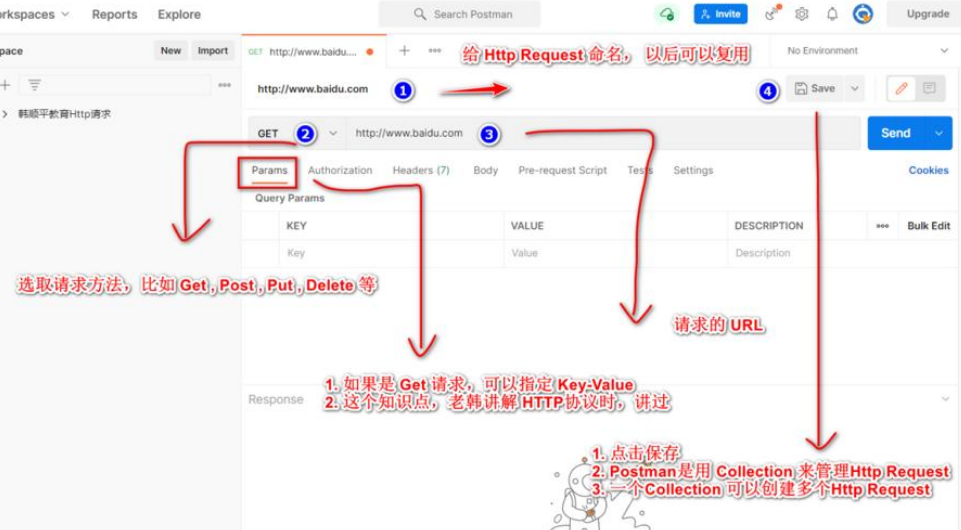 orkspaces Reports Explore Search Postman Invite Upgrade
pace New Import GET http://www.baidu.... No Environment
给 Http Request 命名， 以后可以复用
http://www.baidu.com 1 4 Save
韩顺平教育Http请求
GET 2 http://www.baidu.com 3 Send
Params Authorization Headers (7) Body Pre-request Script Tests Settings Cookies
Query Params
KEY VALUE DESCRIPTION Bulk Edit
Key Value Description
选取请求方法，比如 Get , Post , Put , Delete 等
请求的 URL
1. 如果是 Get 请求，可以指定 Key-Value
Response
2. 这个知识点，老韩讲解 HTTP协议时，讲过
1. 点击保存
2. Postman是用 Collection 来管理Http Request
3. 一个Collection 可以创建多个Http Request